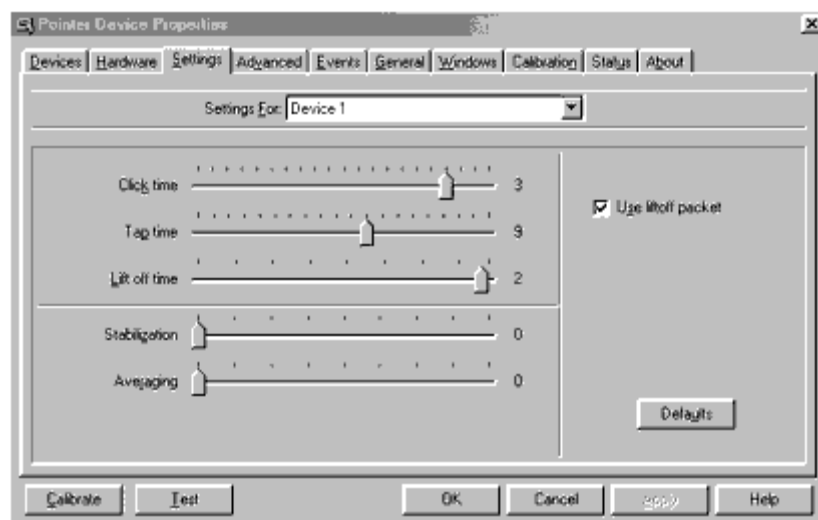 Pointer Device Properties
Devices Hardware Settings Advanced Events General Windows Calibration Status About
Settings For: Device 1
Click time 3
Tap time 9
Use liftoff packet
Lift off time 2
Stabilization 0
Averaging 0
Defaults
Calibrate Test OK Cancel Apply Help